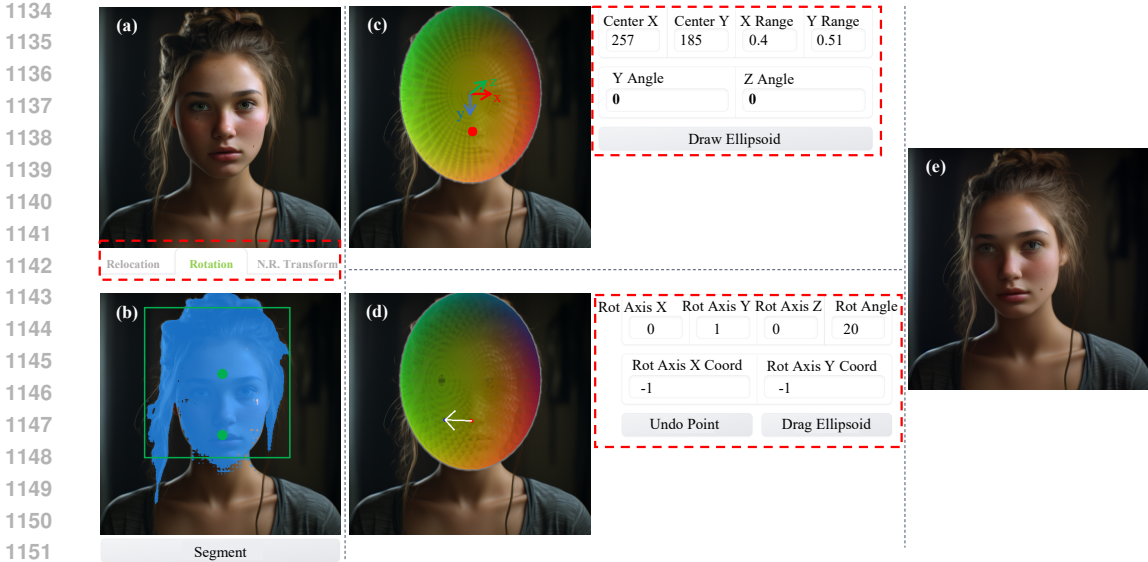 1134
1135
1136
1137
1138
1139
1140
1141
1142
1143
1144
1145
1146
1147
1148
1149
1150
1151
(a)
Relocation Rotation N.R. Transform
(b)
Segment
(c)
x
y
Center X Center Y X Range Y Range
257 185 0.4 0.51
Y Angle Z Angle
0 0
Draw Ellipsoid
(d)
Rot Axis X Rot Axis Y Rot Axis Z Rot Angle
0 1 0 20
Rot Axis X Coord Rot Axis Y Coord
-1 -1
Undo Point Drag Ellipsoid
(e)